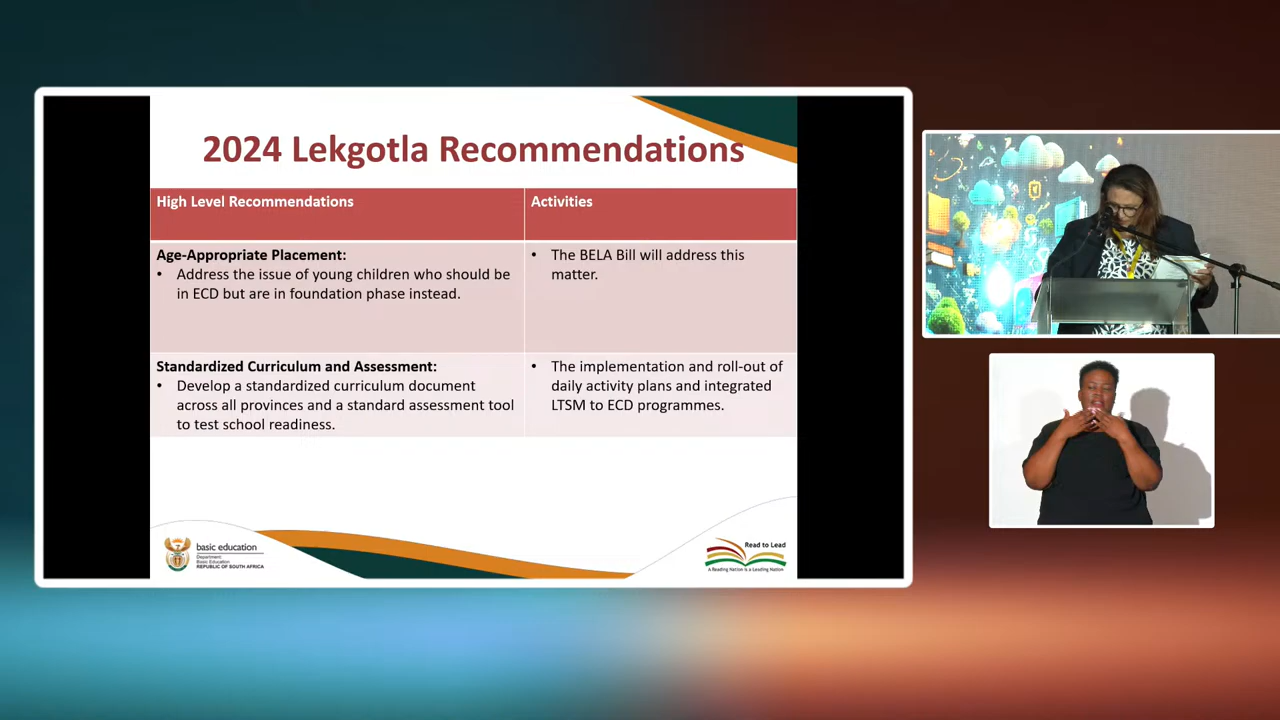 2024 Lekgotla Recommendations
High Level Recommendations
Activities
Age-Appropriate Placement:
• Address the issue of young children who should be
in ECD but are in foundation phase instead.
• The BELA Bill will address this
matter.
Standardized Curriculum and Assessment:
• Develop a standardized curriculum document
across all provinces and a standard assessment tool
to test school readiness.
• The implementation and roll-out of
daily activity plans and integrated
LTSM to ECD programmes.
basic education
Department:
Basic Education
REPUBLIC OF SOUTH AFRICA
Read to Lead
A Reading Nation is a Leading Nation